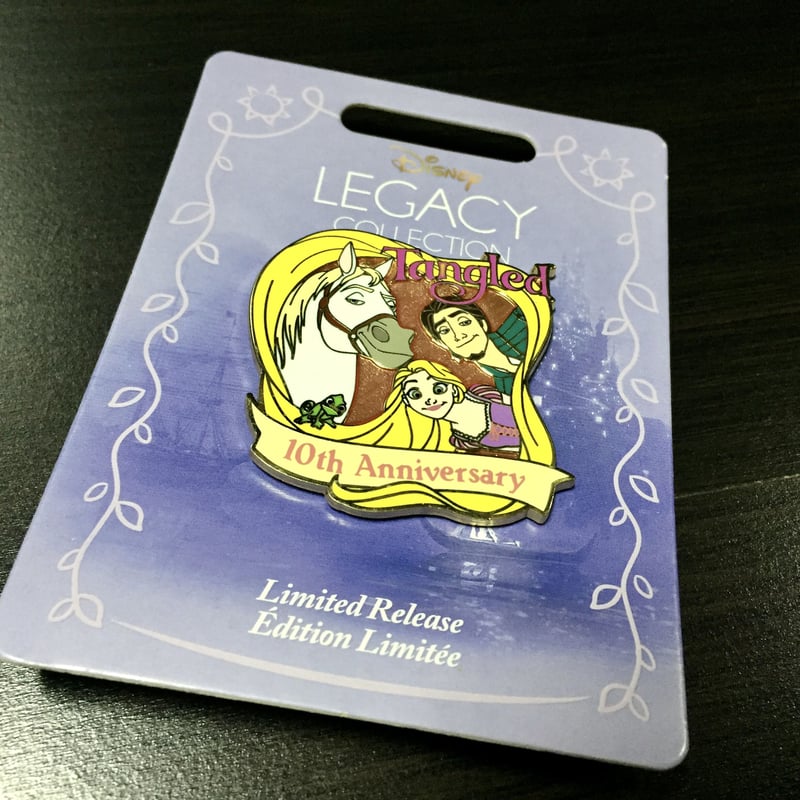 Disney
LEGACY
COLLECTION
Tangled
10th Anniversary
Limited Release
Édition Limitée